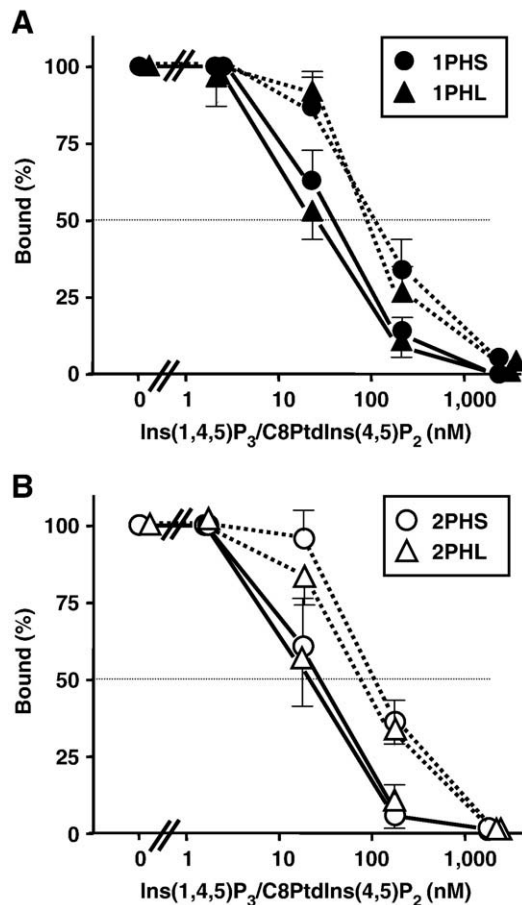 A
100
75
50
25
0
Bound (%)
1PHS
1PHL
0 1 10 100 1,000
Ins(1,4,5)P₃/C8PtdIns(4,5)P₂ (nM)
B
100
75
50
25
0
Bound (%)
2PHS
2PHL
0 1 10 100 1,000
Ins(1,4,5)P₃/C8PtdIns(4,5)P₂ (nM)